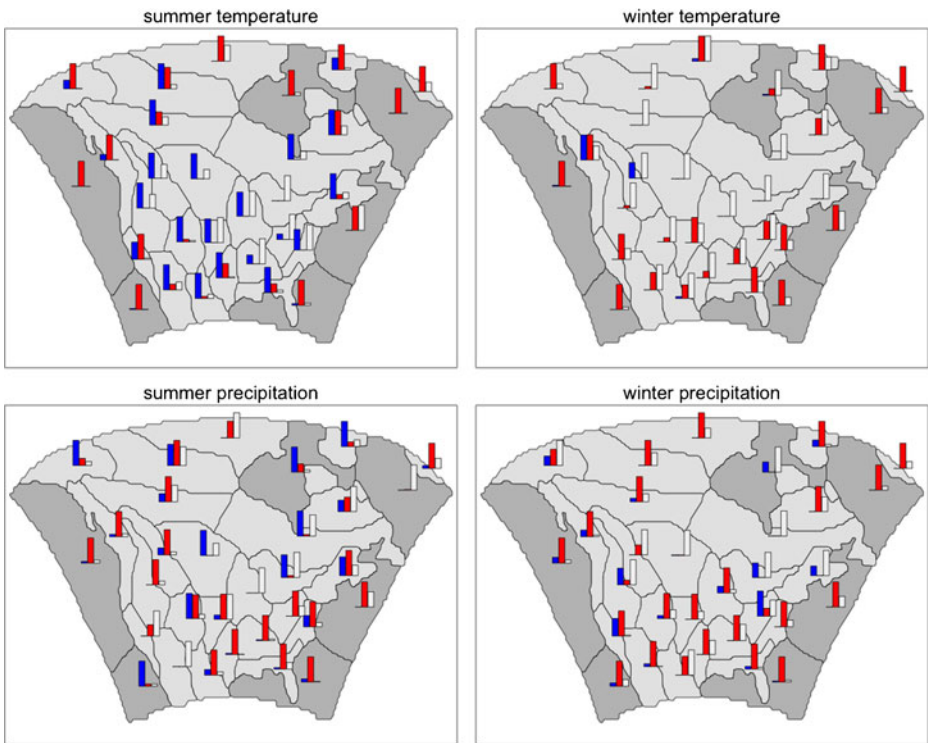 summer temperature
winter temperature
summer precipitation
winter precipitation